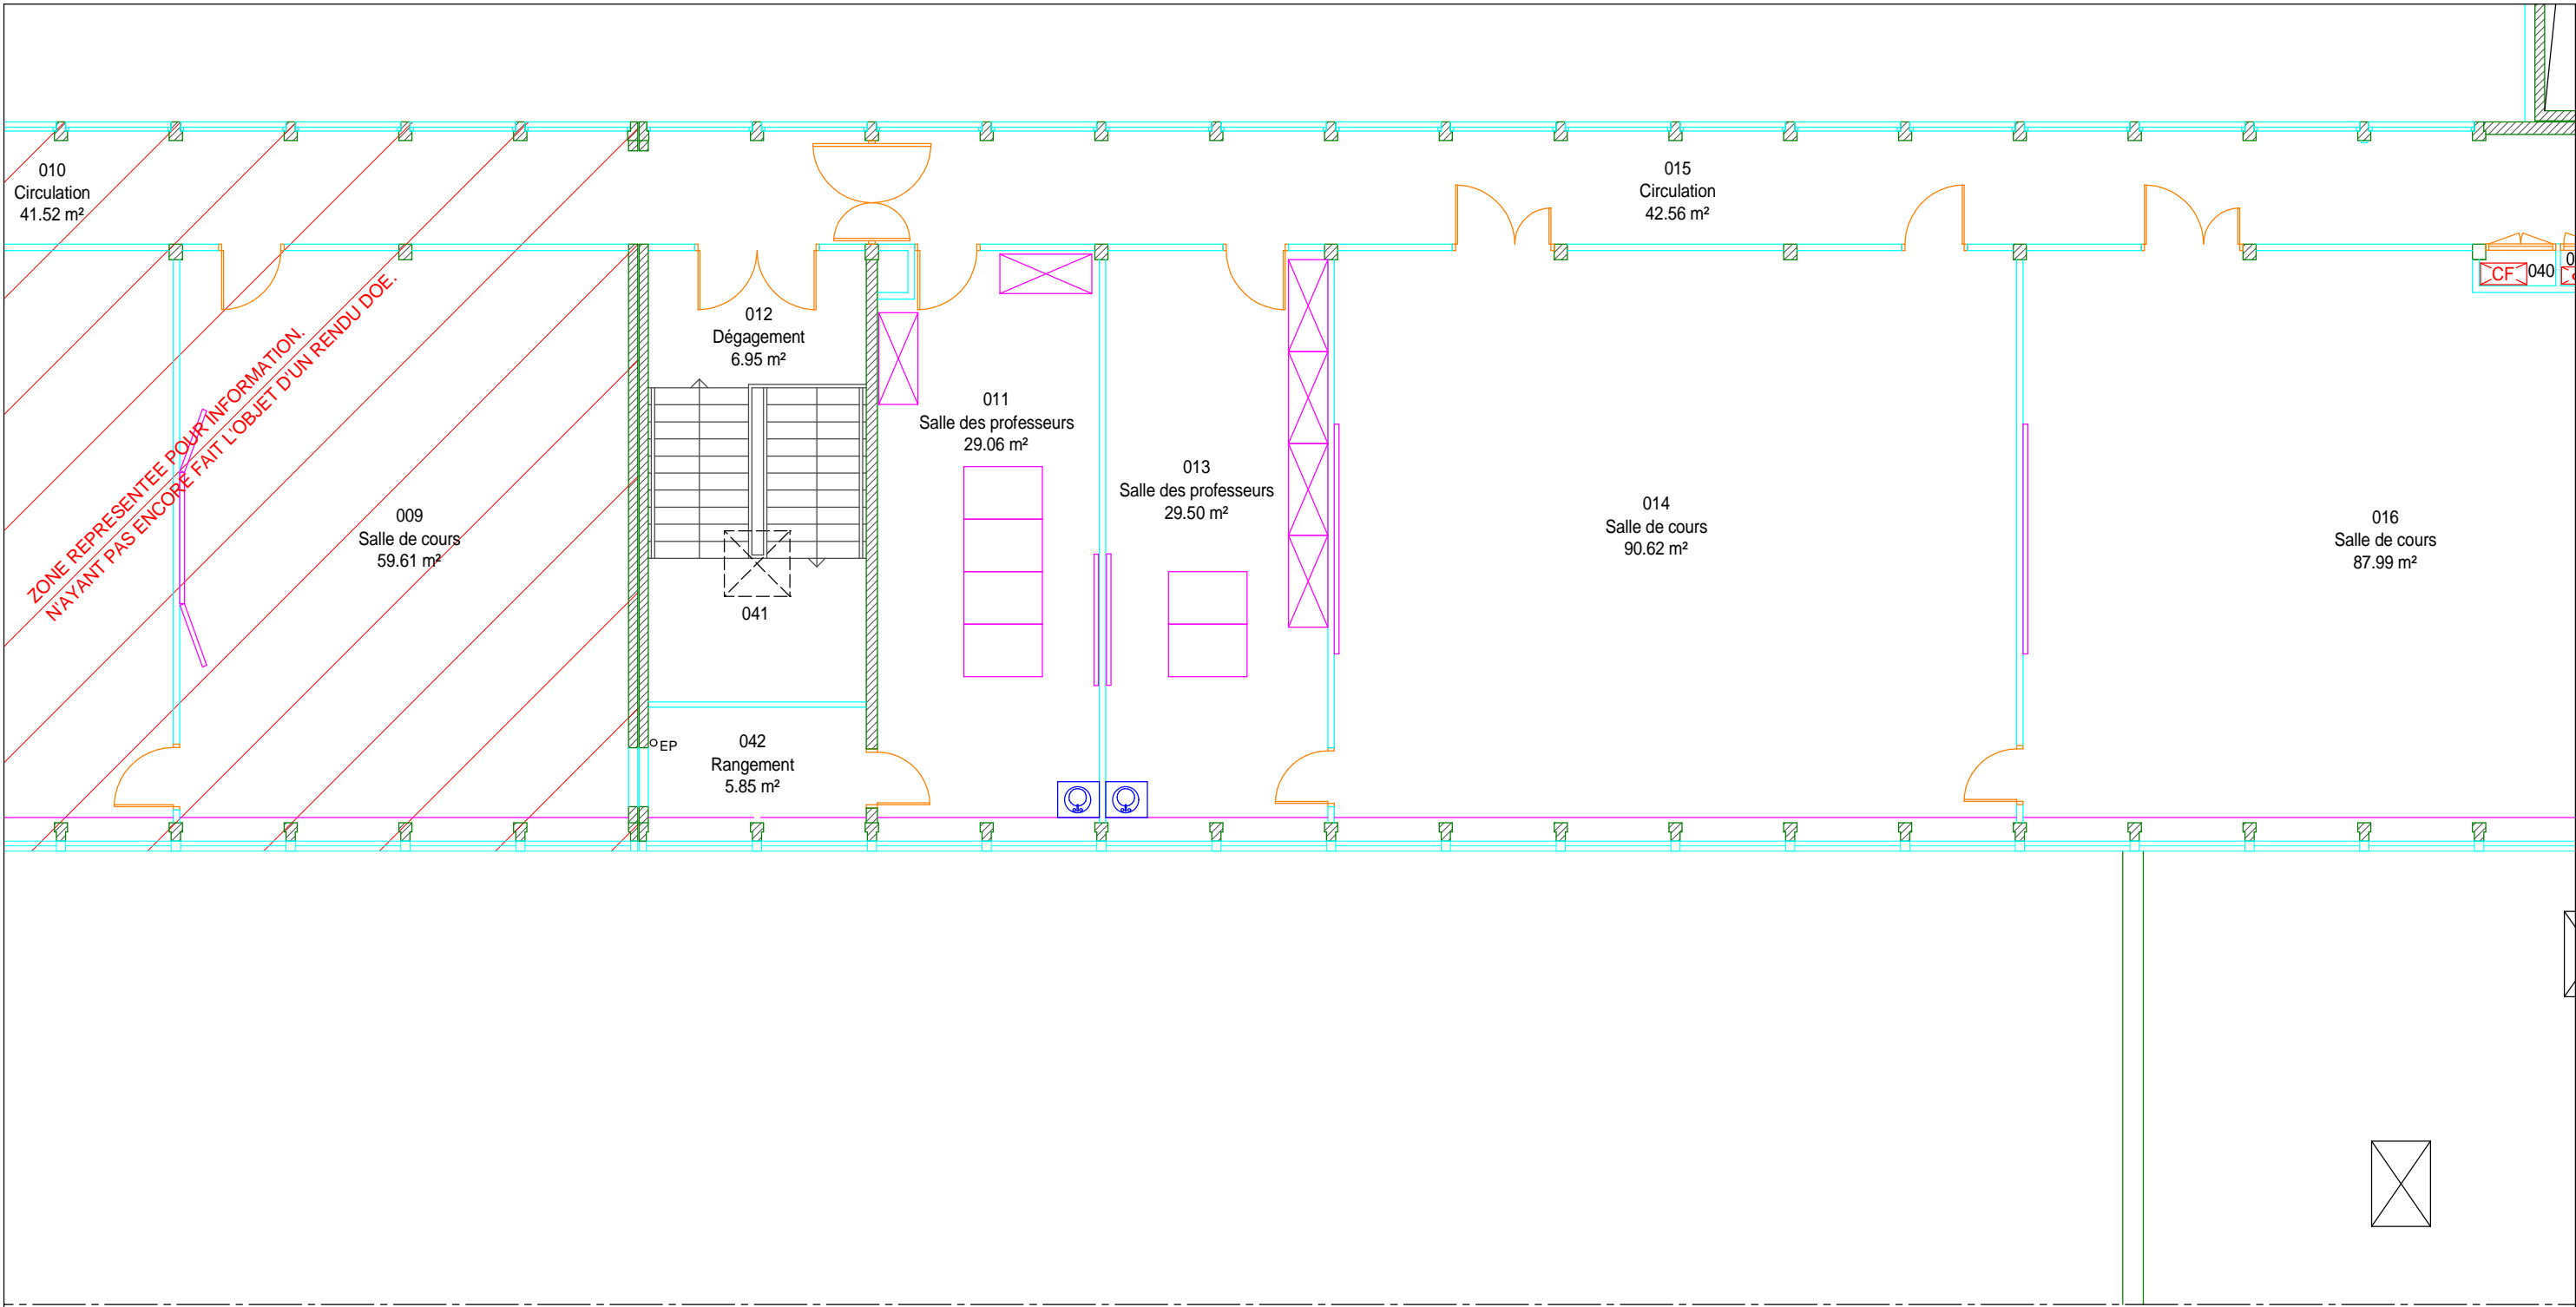 010
Circulation
41.52 m²
015
Circulation
42.56 m²
ZONE REPRESENTEE POUR INFORMATION.
N'AYANT PAS ENCORE FAIT L'OBJET D'UN RENDU DOE.
012
Dégagement
6.95 m²
CF
040
011
Salle des professeurs
29.06 m²
013
Salle des professeurs
29.50 m²
009
Salle de cours
59.61 m²
014
Salle de cours
90.62 m²
016
Salle de cours
87.99 m²
041
EP
042
Rangement
5.85 m²